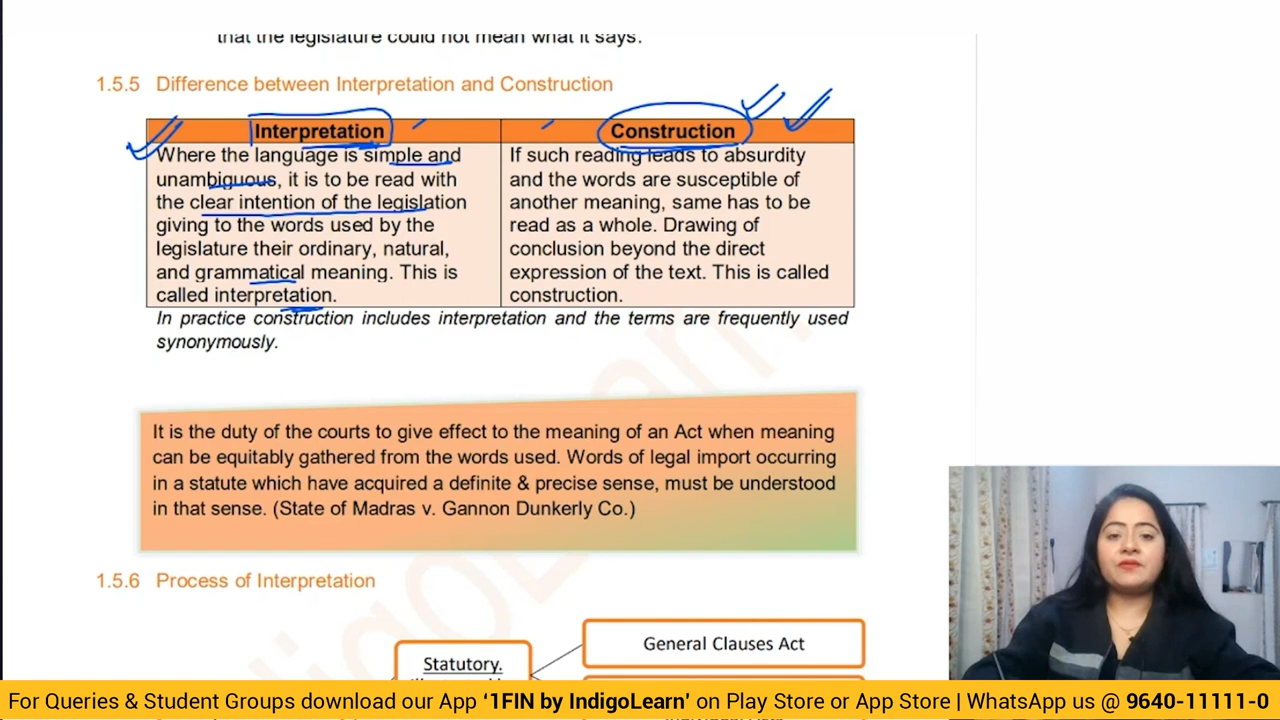 that the legislature could not mean what it says.
1.5.5 Difference between Interpretation and Construction
Interpretation
Where the language is simple and
unambiguous, it is to be read with
the clear intention of the legislation
giving to the words used by the
legislature their ordinary, natural,
and grammatical meaning. This is
called interpretation.
Construction
If such reading leads to absurdity
and the words are susceptible of
another meaning, same has to be
read as a whole. Drawing of
conclusion beyond the direct
expression of the text. This is called
construction.
In practice construction includes interpretation and the terms are frequently used
synonymously.
It is the duty of the courts to give effect to the meaning of an Act when meaning
can be equitably gathered from the words used. Words of legal import occurring
in a statute which have acquired a definite & precise sense, must be understood
in that sense. (State of Madras v. Gannon Dunkerly Co.)
1.5.6 Process of Interpretation
Statutory.
General Clauses Act
IndigoLearn
For Queries & Student Groups download our App ‘1FIN by IndigoLearn’ on Play Store or App Store | WhatsApp us @ 9640-11111-0